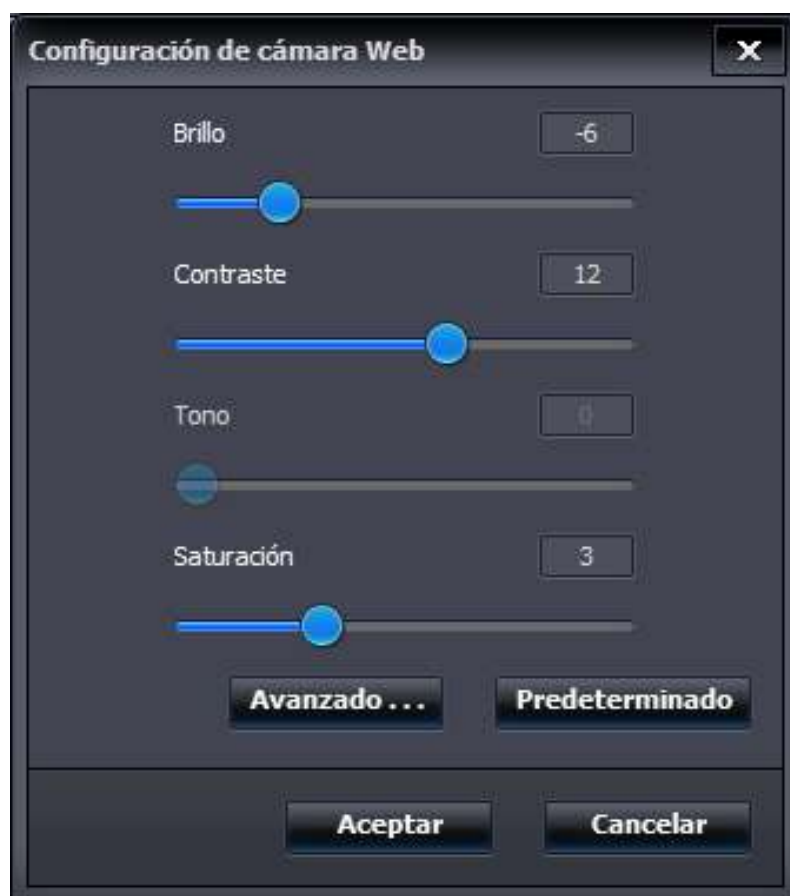 Configuración de cámara Web
Brillo -6
Contraste 12
Tono 0
Saturación 3
Avanzado... Predeterminado
Aceptar Cancelar